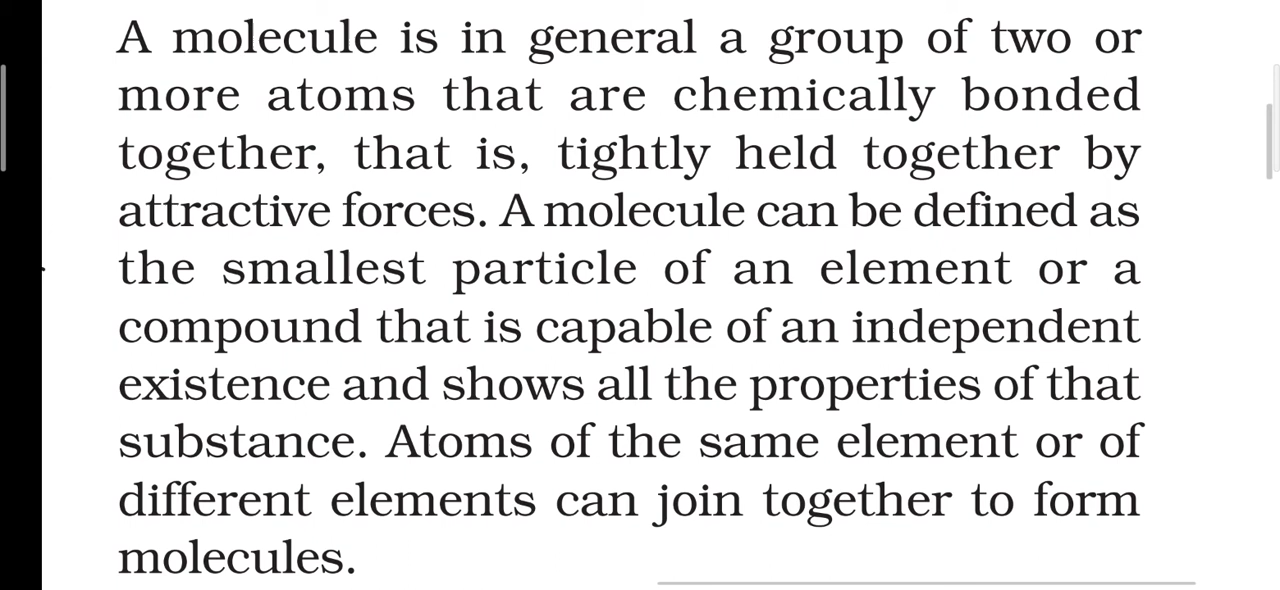 A molecule is in general a group of two or
more atoms that are chemically bonded
together, that is, tightly held together by
attractive forces. A molecule can be defined as
the smallest particle of an element or a
compound that is capable of an independent
existence and shows all the properties of that
substance. Atoms of the same element or of
different elements can join together to form
molecules.